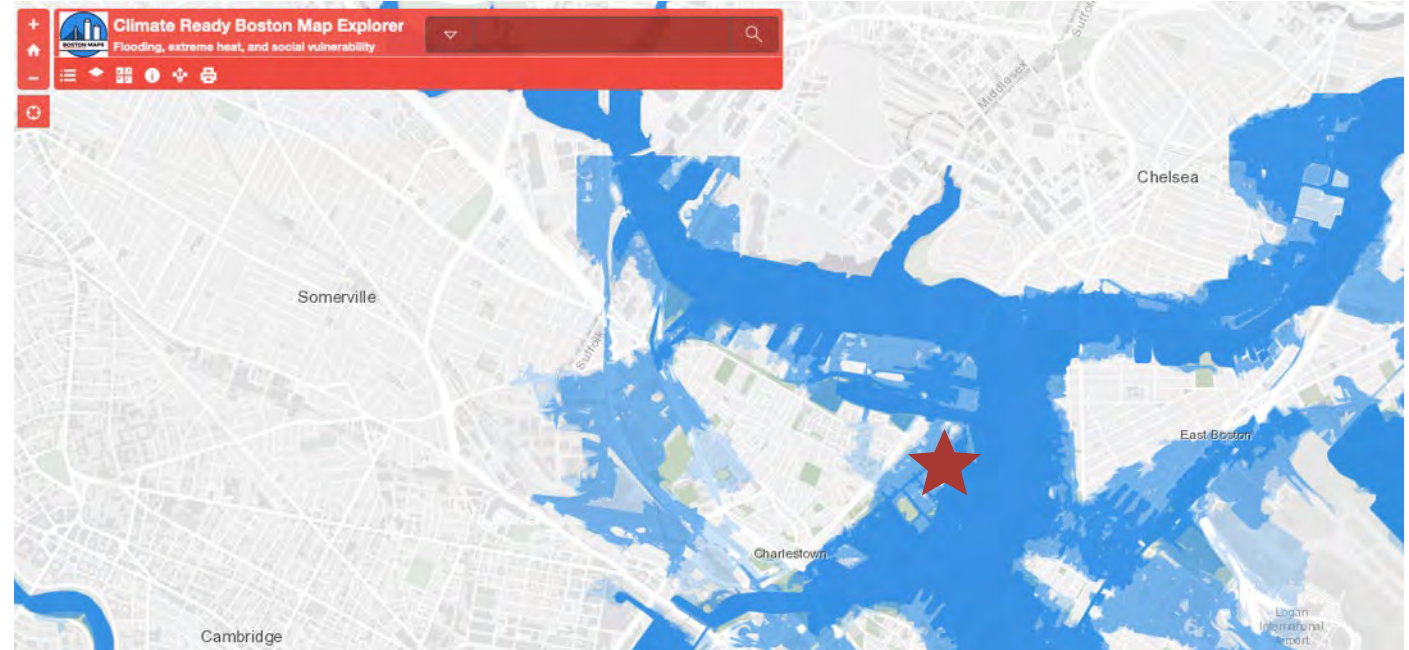 Climate Ready Boston Map Explorer
BOSTON MAPS
Flooding, extreme heat, and social vulnerability
Suffolk
Middlesex
Chelsea
Somerville
Suffolk
East Boston
Charlestown
Logan
International
Airport
Cambridge